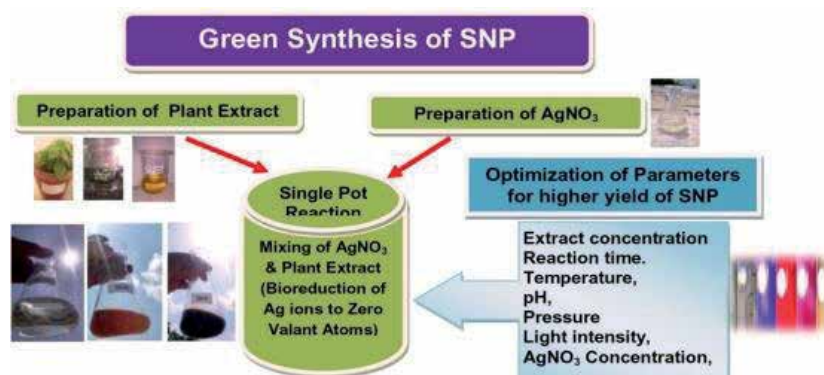 Green Synthesis of SNP
Preparation of Plant Extract
Preparation of AgNO₃
Single Pot
Reaction
Mixing of AgNO₃
& Plant Extract
(Bioreduction of
Ag ions to Zero
Valant Atoms)
Optimization of Parameters
for higher yield of SNP
Extract concentration
Reaction time.
Temperature,
pH,
Pressure
Light intensity,
AgNO₃ Concentration,